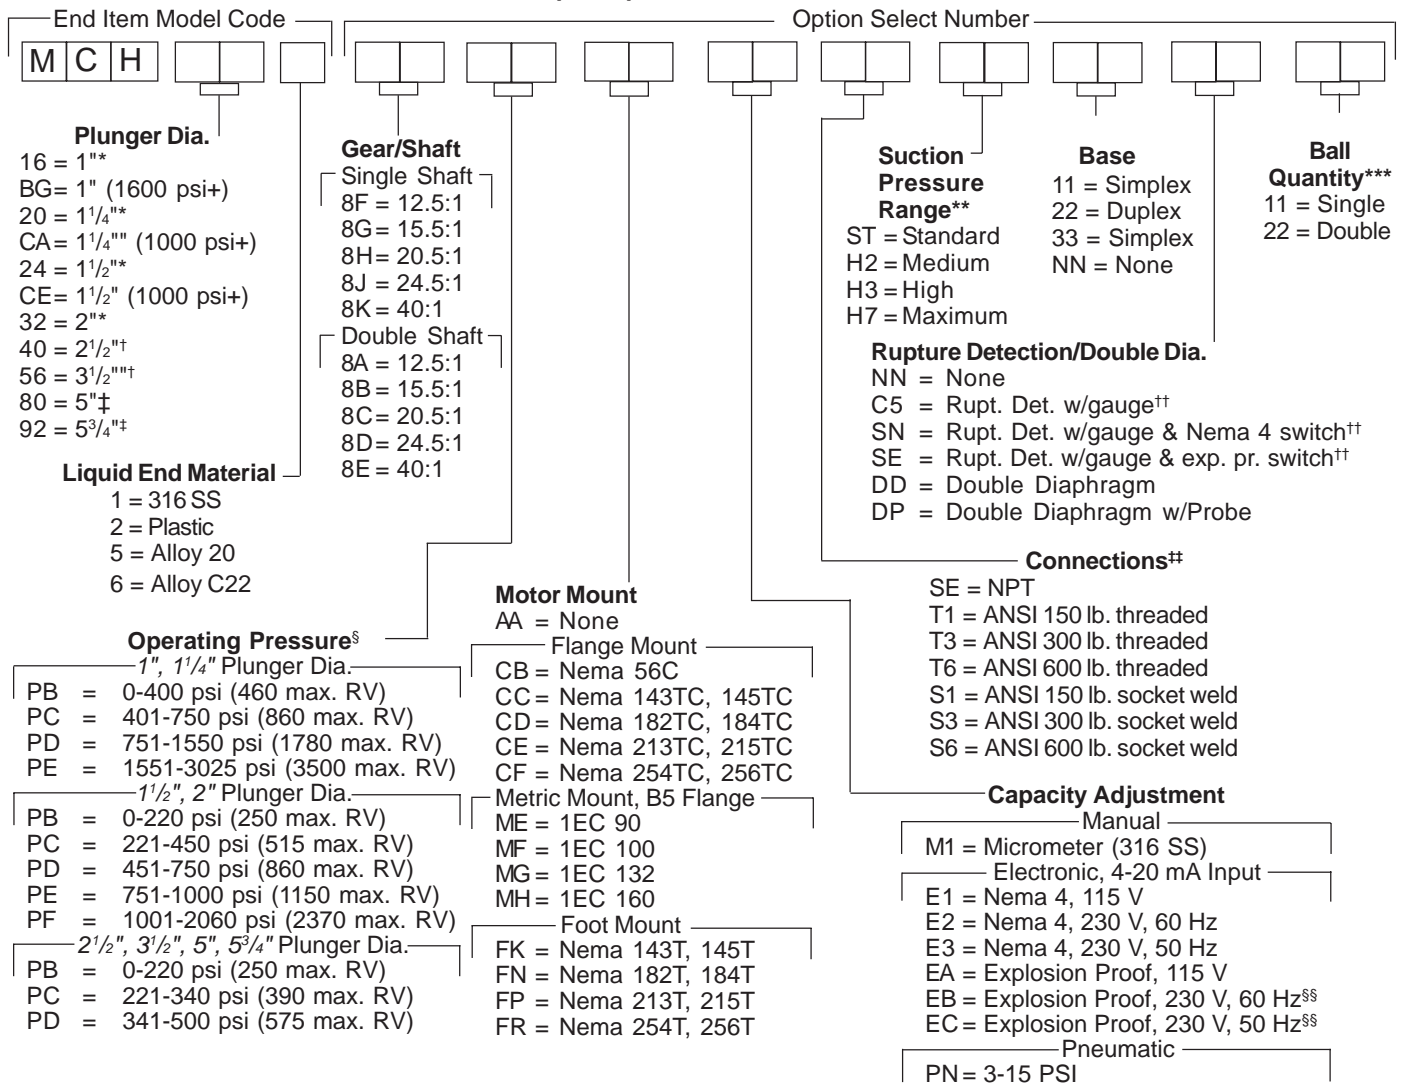 End Item Model Code
Option Select Number
M C H
Plunger Dia.
16 = 1"*
BG= 1" (1600 psi+)
20 = 1¹/₄"*
CA= 1¹/₄"" (1000 psi+)
24 = 1¹/₂"*
CE= 1¹/₂" (1000 psi+)
32 = 2"*
40 = 2¹/₂"†
56 = 3¹/₂""†
80 = 5"‡
92 = 5³/₄"‡
Liquid End Material
1 = 316 SS
2 = Plastic
5 = Alloy 20
6 = Alloy C22
Gear/Shaft
Single Shaft
8F = 12.5:1
8G= 15.5:1
8H= 20.5:1
8J = 24.5:1
8K= 40:1
Double Shaft
8A = 12.5:1
8B= 15.5:1
8C= 20.5:1
8D= 24.5:1
8E = 40:1
Operating Pressure§
1", 1¹/₄" Plunger Dia.
PB = 0-400 psi (460 max. RV)
PC = 401-750 psi (860 max. RV)
PD = 751-1550 psi (1780 max. RV)
PE = 1551-3025 psi (3500 max. RV)
1¹/₂", 2" Plunger Dia.
PB = 0-220 psi (250 max. RV)
PC = 221-450 psi (515 max. RV)
PD = 451-750 psi (860 max. RV)
PE = 751-1000 psi (1150 max. RV)
PF = 1001-2060 psi (2370 max. RV)
2¹/₂", 3¹/₂", 5", 5³/₄" Plunger Dia.
PB = 0-220 psi (250 max. RV)
PC = 221-340 psi (390 max. RV)
PD = 341-500 psi (575 max. RV)
Motor Mount
AA = None
Flange Mount
CB= Nema 56C
CC= Nema 143TC, 145TC
CD= Nema 182TC, 184TC
CE= Nema 213TC, 215TC
CF= Nema 254TC, 256TC
Metric Mount, B5 Flange
ME = 1EC 90
MF = 1EC 100
MG= 1EC 132
MH= 1EC 160
Foot Mount
FK = Nema 143T, 145T
FN= Nema 182T, 184T
FP = Nema 213T, 215T
FR= Nema 254T, 256T
Suction
Pressure
Range**
ST = Standard
H2 = Medium
H3 = High
H7 = Maximum
Base
11 = Simplex
22 = Duplex
33 = Simplex
NN = None
Ball
Quantity***
11 = Single
22 = Double
Rupture Detection/Double Dia.
NN = None
C5 = Rupt. Det. w/gauge††
SN = Rupt. Det. w/gauge & Nema 4 switch††
SE = Rupt. Det. w/gauge & exp. pr. switch††
DD = Double Diaphragm
DP = Double Diaphragm w/Probe
Connections‡‡
SE = NPT
T1 = ANSI 150 lb. threaded
T3 = ANSI 300 lb. threaded
T6 = ANSI 600 lb. threaded
S1 = ANSI 150 lb. socket weld
S3 = ANSI 300 lb. socket weld
S6 = ANSI 600 lb. socket weld
Capacity Adjustment
Manual
M1 = Micrometer (316 SS)
Electronic, 4-20 mA Input
E1 = Nema 4, 115 V
E2 = Nema 4, 230 V, 60 Hz
E3 = Nema 4, 230 V, 50 Hz
EA = Explosion Proof, 115 V
EB = Explosion Proof, 230 V, 60 Hz§§
EC= Explosion Proof, 230 V, 50 Hz§§
Pneumatic
PN= 3-15 PSI